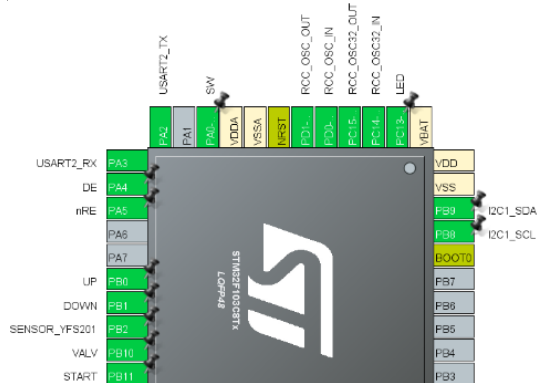 USART2_TX
SW
RCC_OSC_OUT
RCC_OSC_IN
RCC_OSC32_OUT
RCC_OSC32_IN
LED
PA2
PA1
PA0-
VDDA
VSSA
NRST
PD1-
PD0-
PC15-
PC14-
PC13-
VBAT
USART2_RX PA3 VDD
DE PA4 VSS
nRE PA5 PB9 I2C1_SDA
PA6 PB8 I2C1_SCL
PA7 BOOT0
UP PB0 PB7
DOWN PB1 PB6
SENSOR_YFS201 PB2 PB5
VALV PB10 PB4
START PB11 PB3
STM32F103C8Tx
LQFP48